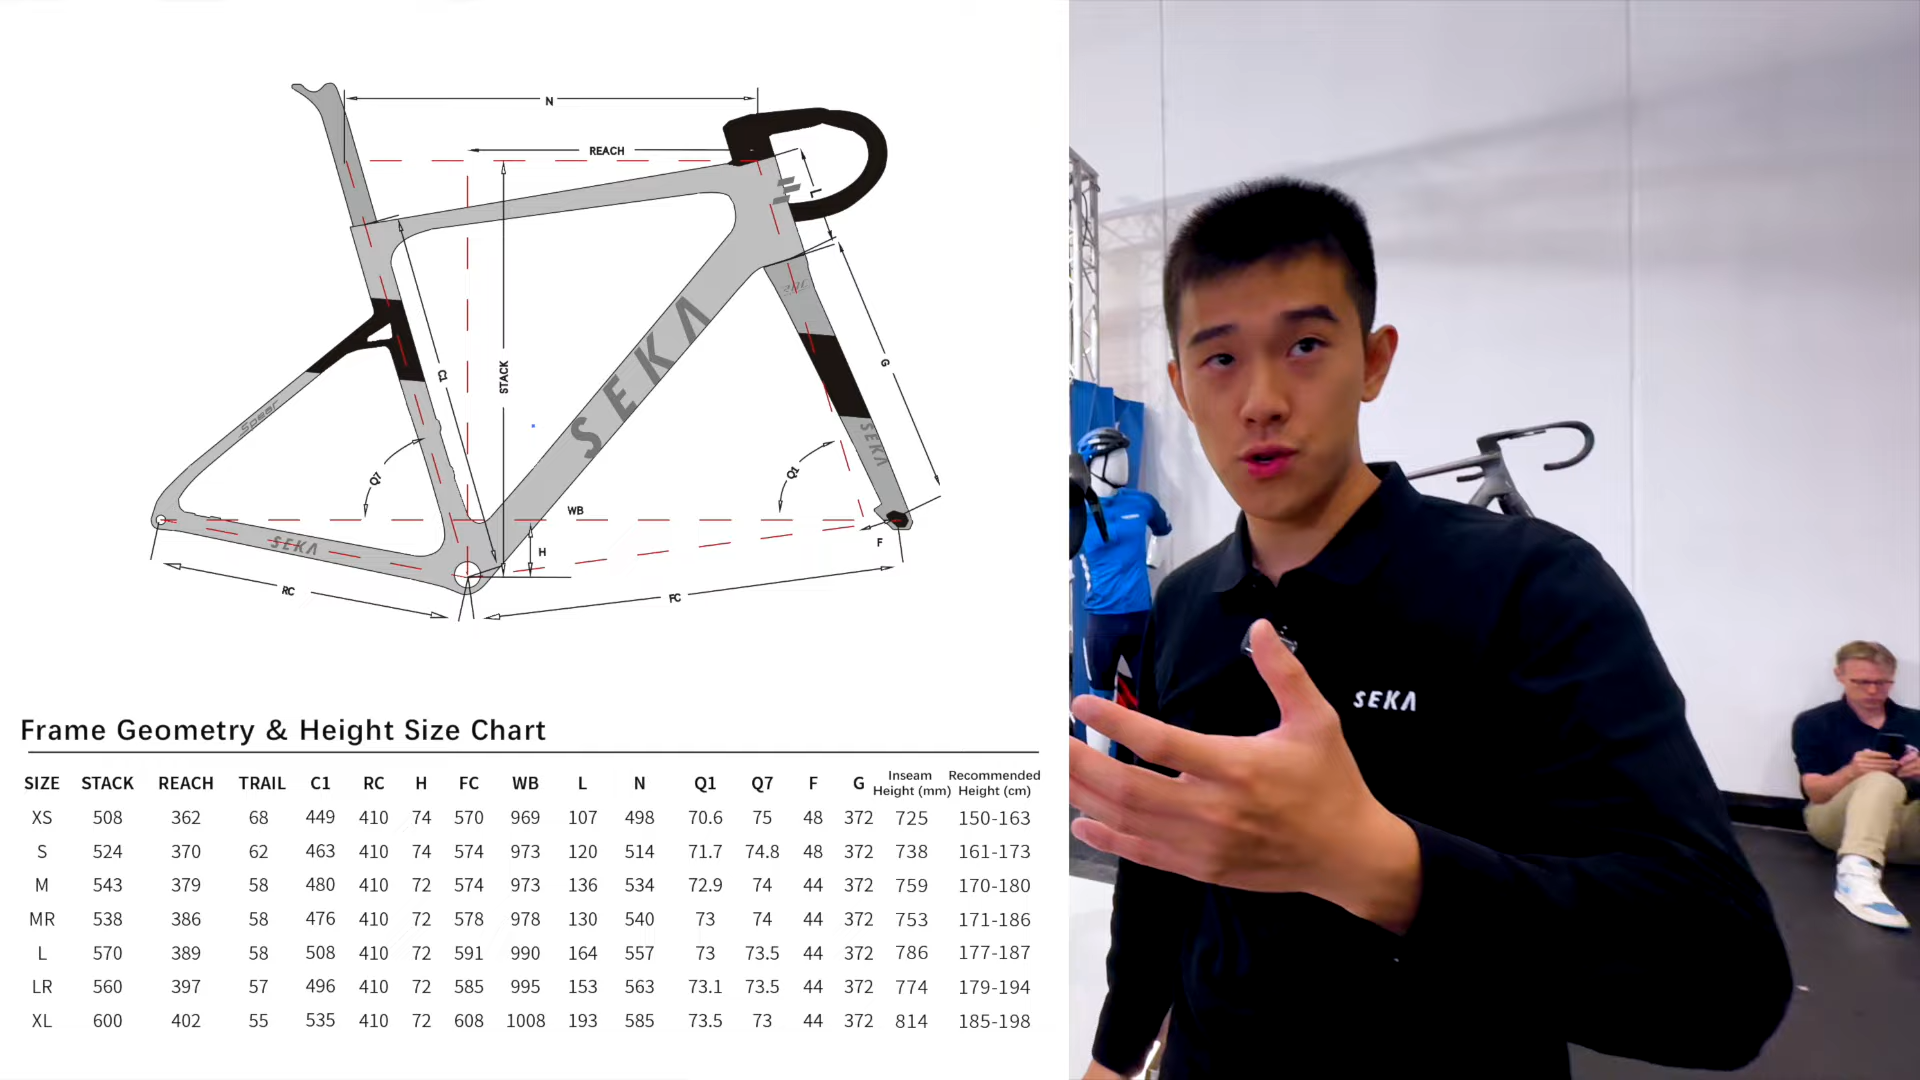 N
REACH
L
C1
STACK
G
SEKA
Spear
SEKA
Q7
Q1
WB
SEKA
H
F
RC
FC
SEKA
Frame Geometry & Height Size Chart
SIZE STACK REACH TRAIL C1 RC H FC WB L N Q1 Q7 F G Inseam Height (mm) Recommended Height (cm)
XS 508 362 68 449 410 74 570 969 107 498 70.6 75 48 372 725 150-163
S 524 370 62 463 410 74 574 973 120 514 71.7 74.8 48 372 738 161-173
M 543 379 58 480 410 72 574 973 136 534 72.9 74 44 372 759 170-180
MR 538 386 58 476 410 72 578 978 130 540 73 74 44 372 753 171-186
L 570 389 58 508 410 72 591 990 164 557 73 73.5 44 372 786 177-187
LR 560 397 57 496 410 72 585 995 153 563 73.1 73.5 44 372 774 179-194
XL 600 402 55 535 410 72 608 1008 193 585 73.5 73 44 372 814 185-198